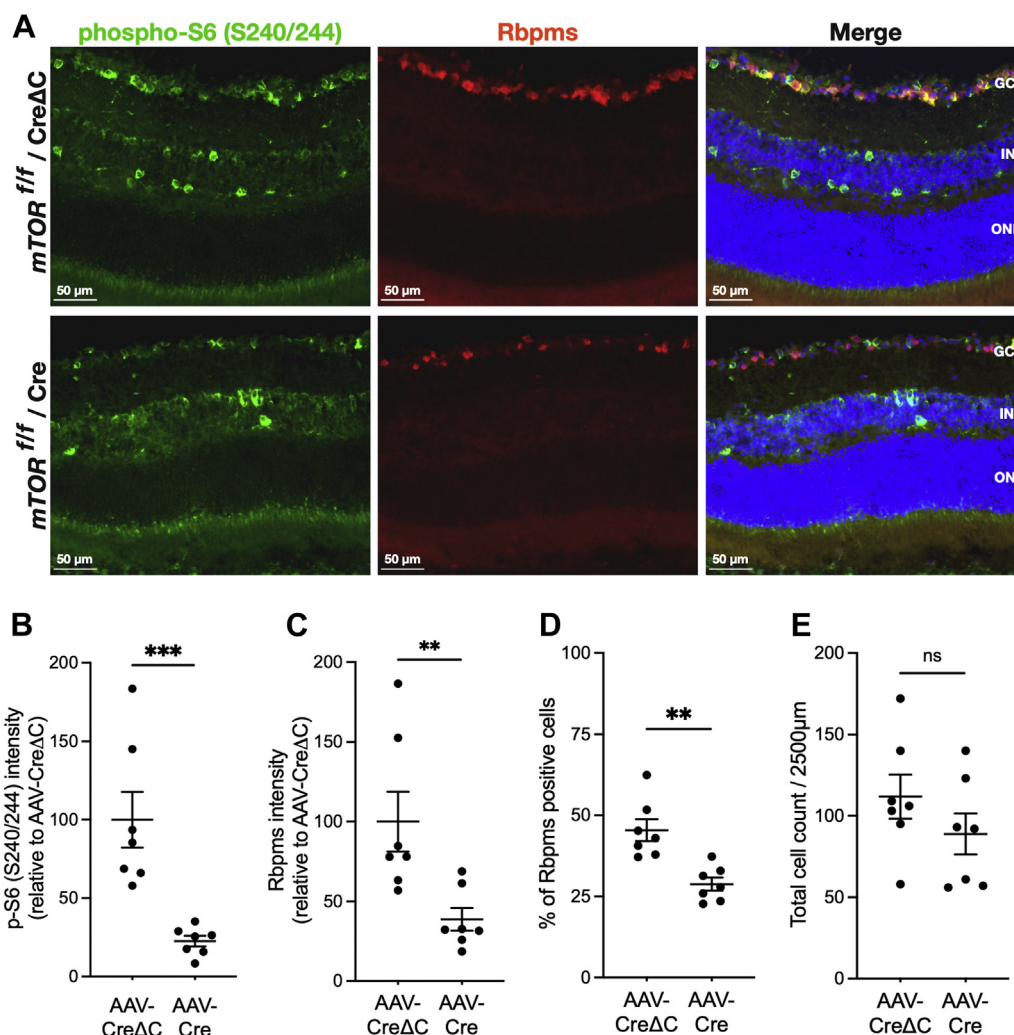 A
phospho-S6 (S240/244)
Rbpms
Merge
mTOR f/f / CreΔC
GC
IN
ON
50 µm
50 µm
50 µm
mTOR f/f / Cre
GC
IN
ON
50 µm
50 µm
50 µm
B
p-S6 (S240/244) intensity
(relative to AAV-CreΔC)
200
150
100
50
0
***
AAV-
CreΔC
AAV-
Cre
C
Rbpms intensity
(relative to AAV-CreΔC)
200
150
100
50
0
**
AAV-
CreΔC
AAV-
Cre
D
% of Rbpms positive cells
100
75
50
25
0
**
AAV-
CreΔC
AAV-
Cre
E
Total cell count / 2500µm
200
150
100
50
0
ns
AAV-
CreΔC
AAV-
Cre